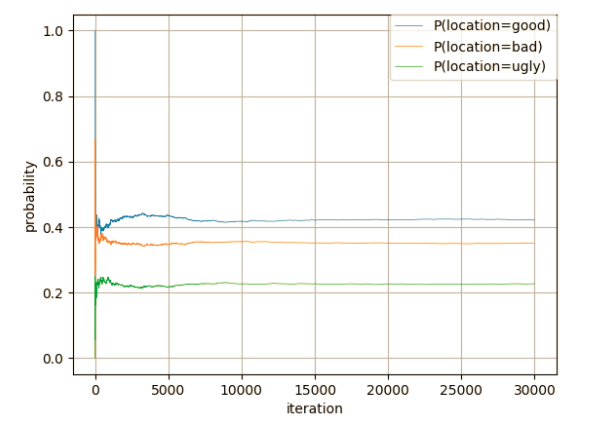 P(location=good)
P(location=bad)
P(location=ugly)
1.0
0.8
0.6
0.4
0.2
0.0
probability
0 5000 10000 15000 20000 25000 30000
iteration